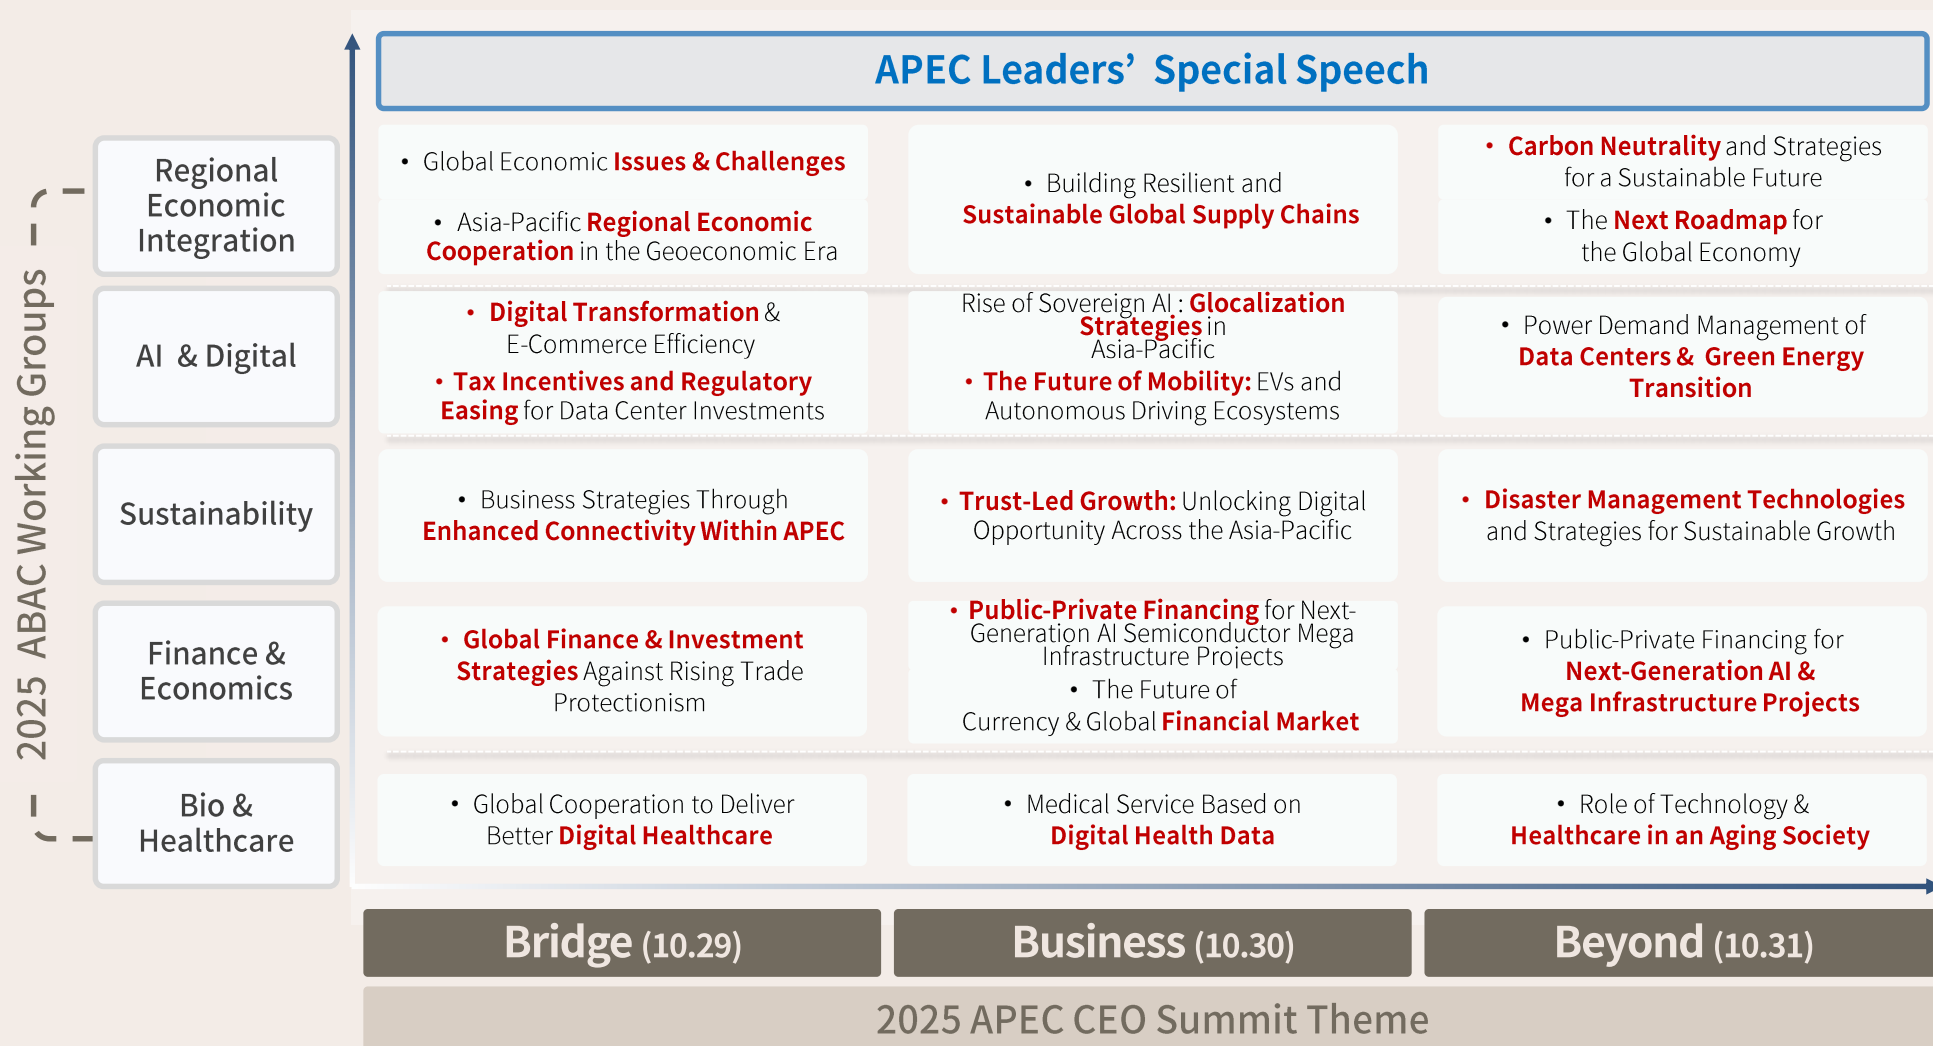 APEC Leaders’ Special Speech
2025 ABAC Working Groups
Regional
Economic
Integration
• Global Economic Issues & Challenges
• Asia-Pacific Regional Economic
Cooperation in the Geoeconomic Era
• Building Resilient and
Sustainable Global Supply Chains
• Carbon Neutrality and Strategies
for a Sustainable Future
• The Next Roadmap for
the Global Economy
AI & Digital
• Digital Transformation &
E-Commerce Efficiency
• Tax Incentives and Regulatory
Easing for Data Center Investments
Rise of Sovereign AI : Glocalization
Strategies in
Asia-Pacific
• The Future of Mobility: EVs and
Autonomous Driving Ecosystems
• Power Demand Management of
Data Centers & Green Energy
Transition
Sustainability
• Business Strategies Through
Enhanced Connectivity Within APEC
• Trust-Led Growth: Unlocking Digital
Opportunity Across the Asia-Pacific
• Disaster Management Technologies
and Strategies for Sustainable Growth
Finance &
Economics
• Global Finance & Investment
Strategies Against Rising Trade
Protectionism
• Public-Private Financing for Next-
Generation AI Semiconductor Mega
Infrastructure Projects
• The Future of
Currency & Global Financial Market
• Public-Private Financing for
Next-Generation AI &
Mega Infrastructure Projects
Bio &
Healthcare
• Global Cooperation to Deliver
Better Digital Healthcare
• Medical Service Based on
Digital Health Data
• Role of Technology &
Healthcare in an Aging Society
Bridge (10.29)
Business (10.30)
Beyond (10.31)
2025 APEC CEO Summit Theme